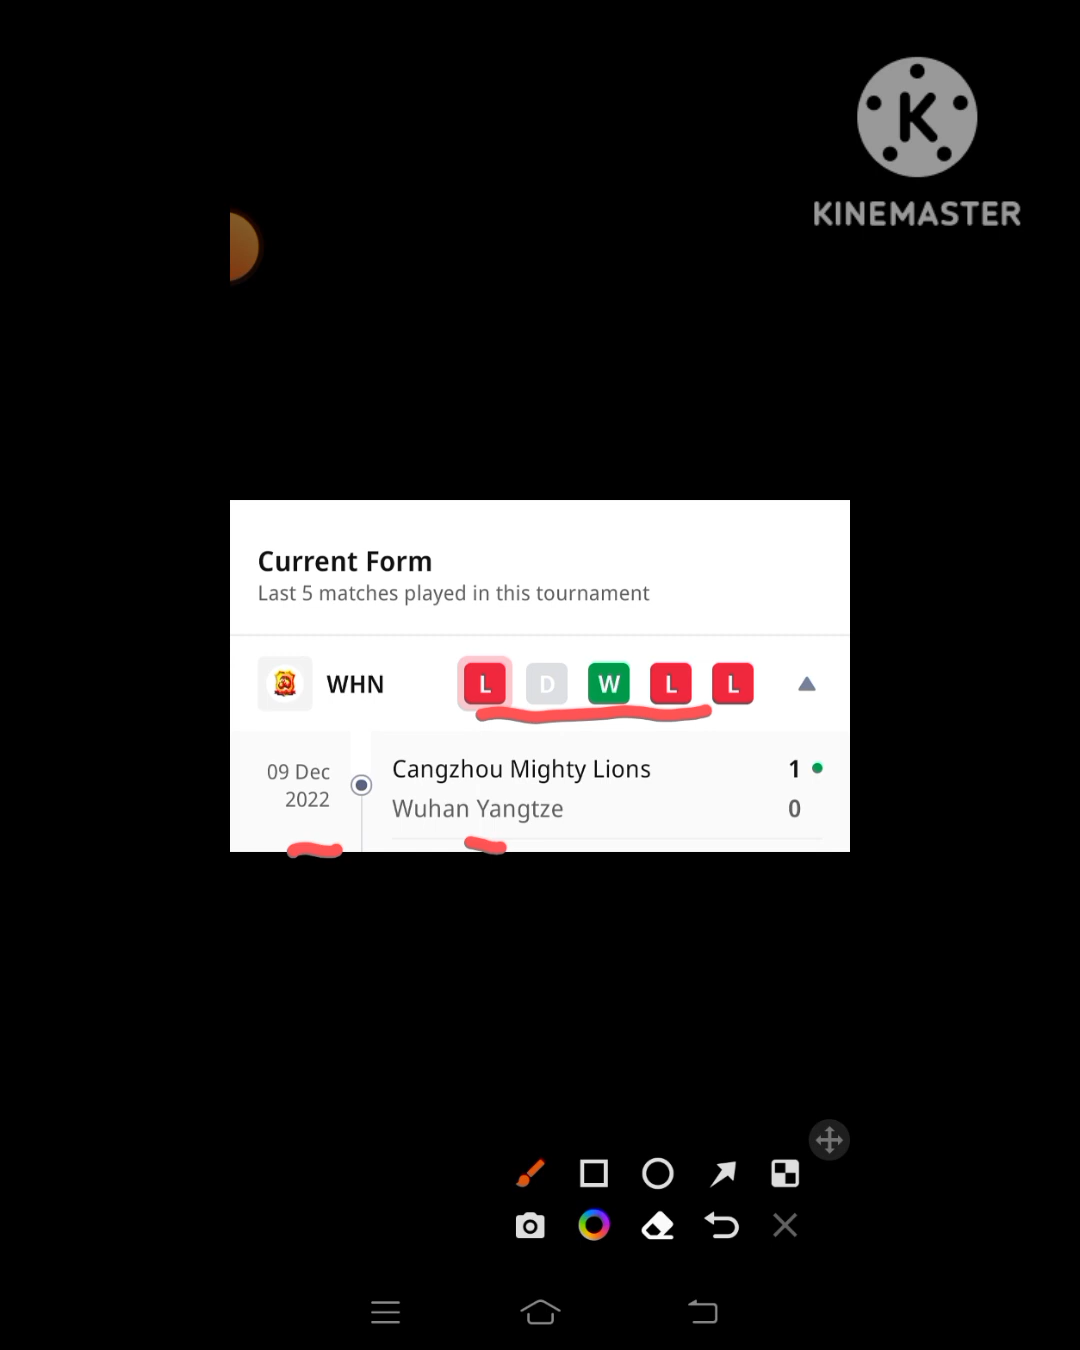 K
KINEMASTER
Current Form
Last 5 matches played in this tournament
WHN L D W L L
09 Dec 2022
Cangzhou Mighty Lions 1
Wuhan Yangtze 0